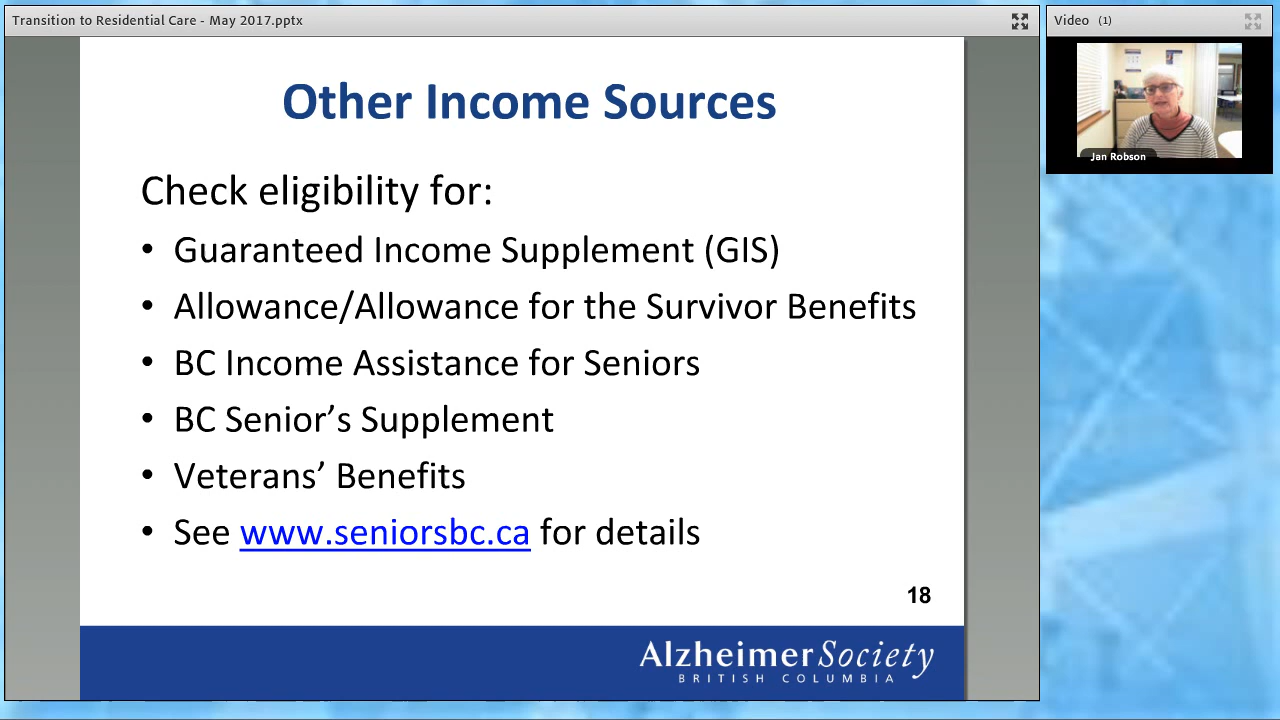 Transition to Residential Care - May 2017.pptx
Video (1)
Jan Robson
Other Income Sources
Check eligibility for:
• Guaranteed Income Supplement (GIS)
• Allowance/Allowance for the Survivor Benefits
• BC Income Assistance for Seniors
• BC Senior’s Supplement
• Veterans’ Benefits
• See www.seniorsbc.ca for details
18
AlzheimerSociety
BRITISH COLUMBIA